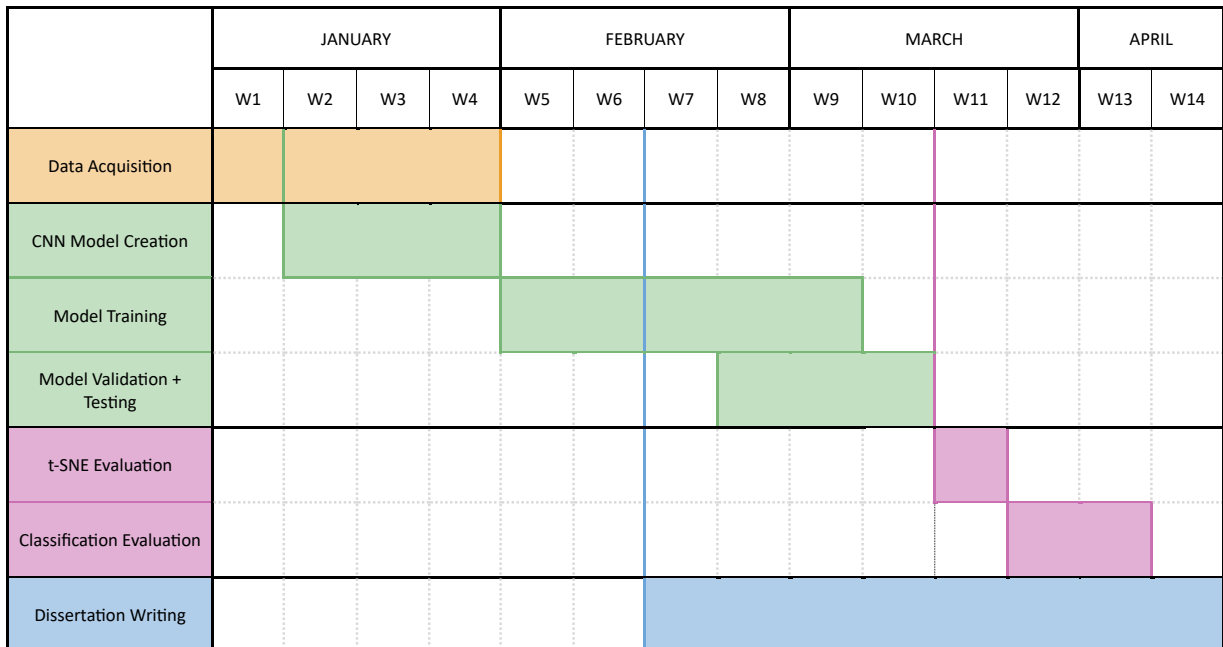 JANUARY FEBRUARY MARCH APRIL
W1 W2 W3 W4 W5 W6 W7 W8 W9 W10 W11 W12 W13 W14
Data Acquisition
CNN Model Creation
Model Training
Model Validation +
Testing
t-SNE Evaluation
Classification Evaluation
Dissertation Writing